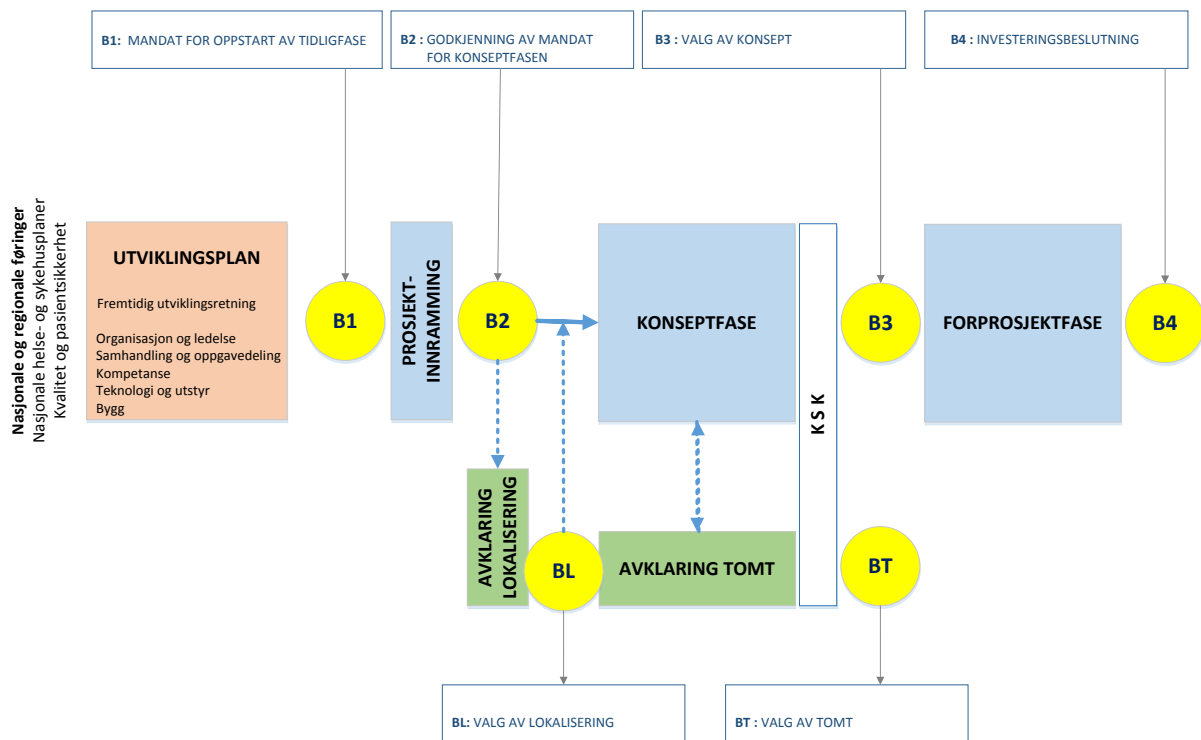 B1: MANDAT FOR OPPSTART AV TIDLIGFASE
B2 : GODKJENNING AV MANDAT
FOR KONSEPTFASEN
B3 : VALG AV KONSEPT
B4 : INVESTERINGSBESLUTNING
Nasjonale og regionale føringer
Nasjonale helse- og sykehusplaner
Kvalitet og pasientsikkerhet
UTVIKLINGSPLAN
Fremtidig utviklingsretning
Organisasjon og ledelse
Samhandling og oppgavedeling
Kompetanse
Teknologi og utstyr
Bygg
B1
PROSJEKT-
INRAMMING
B2
KONSEPTFASE
K S K
B3
FORPROSJEKTFASE
B4
AVKLARING
LOKALISERING
BL
AVKLARING TOMT
BT
BL: VALG AV LOKALISERING
BT : VALG AV TOMT